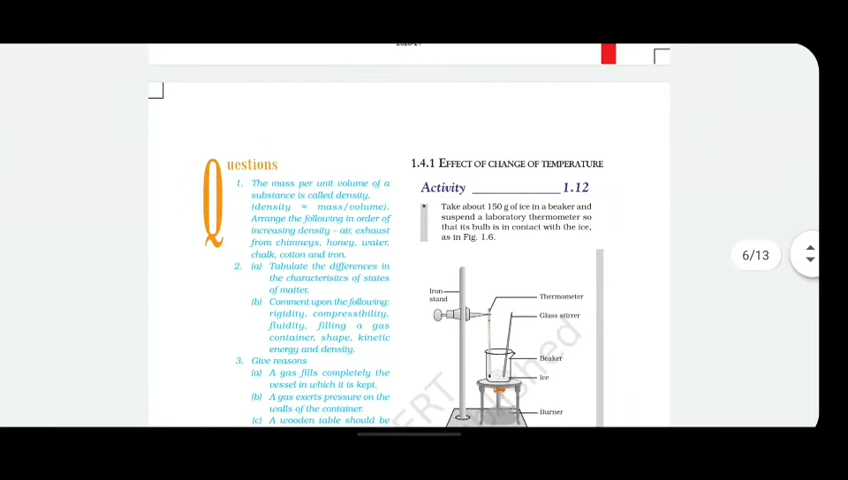 Questions
1. The mass per unit volume of a
substance is called density.
(density = mass/volume).
Arrange the following in order of
increasing density – air, exhaust
from chimneys, honey, water,
chalk, cotton and iron.
2. (a) Tabulate the differences in
the characterisitcs of states
of matter.
(b) Comment upon the following:
rigidity, compressibility,
fluidity, filling a gas
container, shape, kinetic
energy and density.
3. Give reasons
(a) A gas fills completely the
vessel in which it is kept.
(b) A gas exerts pressure on the
walls of the container.
(c) A wooden table should be
1.4.1 EFFECT OF CHANGE OF TEMPERATURE
Activity ______________ 1.12
• Take about 150 g of ice in a beaker and
suspend a laboratory thermometer so
that its bulb is in contact with the ice,
as in Fig. 1.6.
Iron
stand
Thermometer
Glass stirrer
Beaker
Ice
Burner
6/13